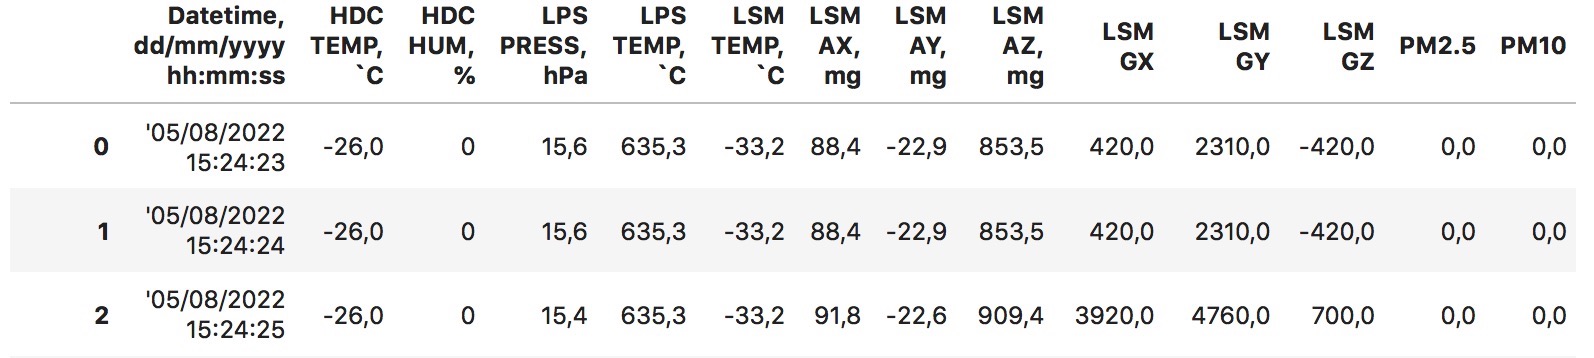 Datetime, dd/mm/yyyy hh:mm:ss HDC TEMP, `C HDC HUM, % LPS PRESS, hPa LPS TEMP, `C LSM TEMP, `C LSM AX, mg LSM AY, mg LSM AZ, mg LSM GX LSM GY LSM GZ PM2.5 PM10
0 '05/08/2022 15:24:23 -26,0 0 15,6 635,3 -33,2 88,4 -22,9 853,5 420,0 2310,0 -420,0 0,0 0,0
1 '05/08/2022 15:24:24 -26,0 0 15,6 635,3 -33,2 88,4 -22,9 853,5 420,0 2310,0 -420,0 0,0 0,0
2 '05/08/2022 15:24:25 -26,0 0 15,4 635,3 -33,2 91,8 -22,6 909,4 3920,0 4760,0 700,0 0,0 0,0